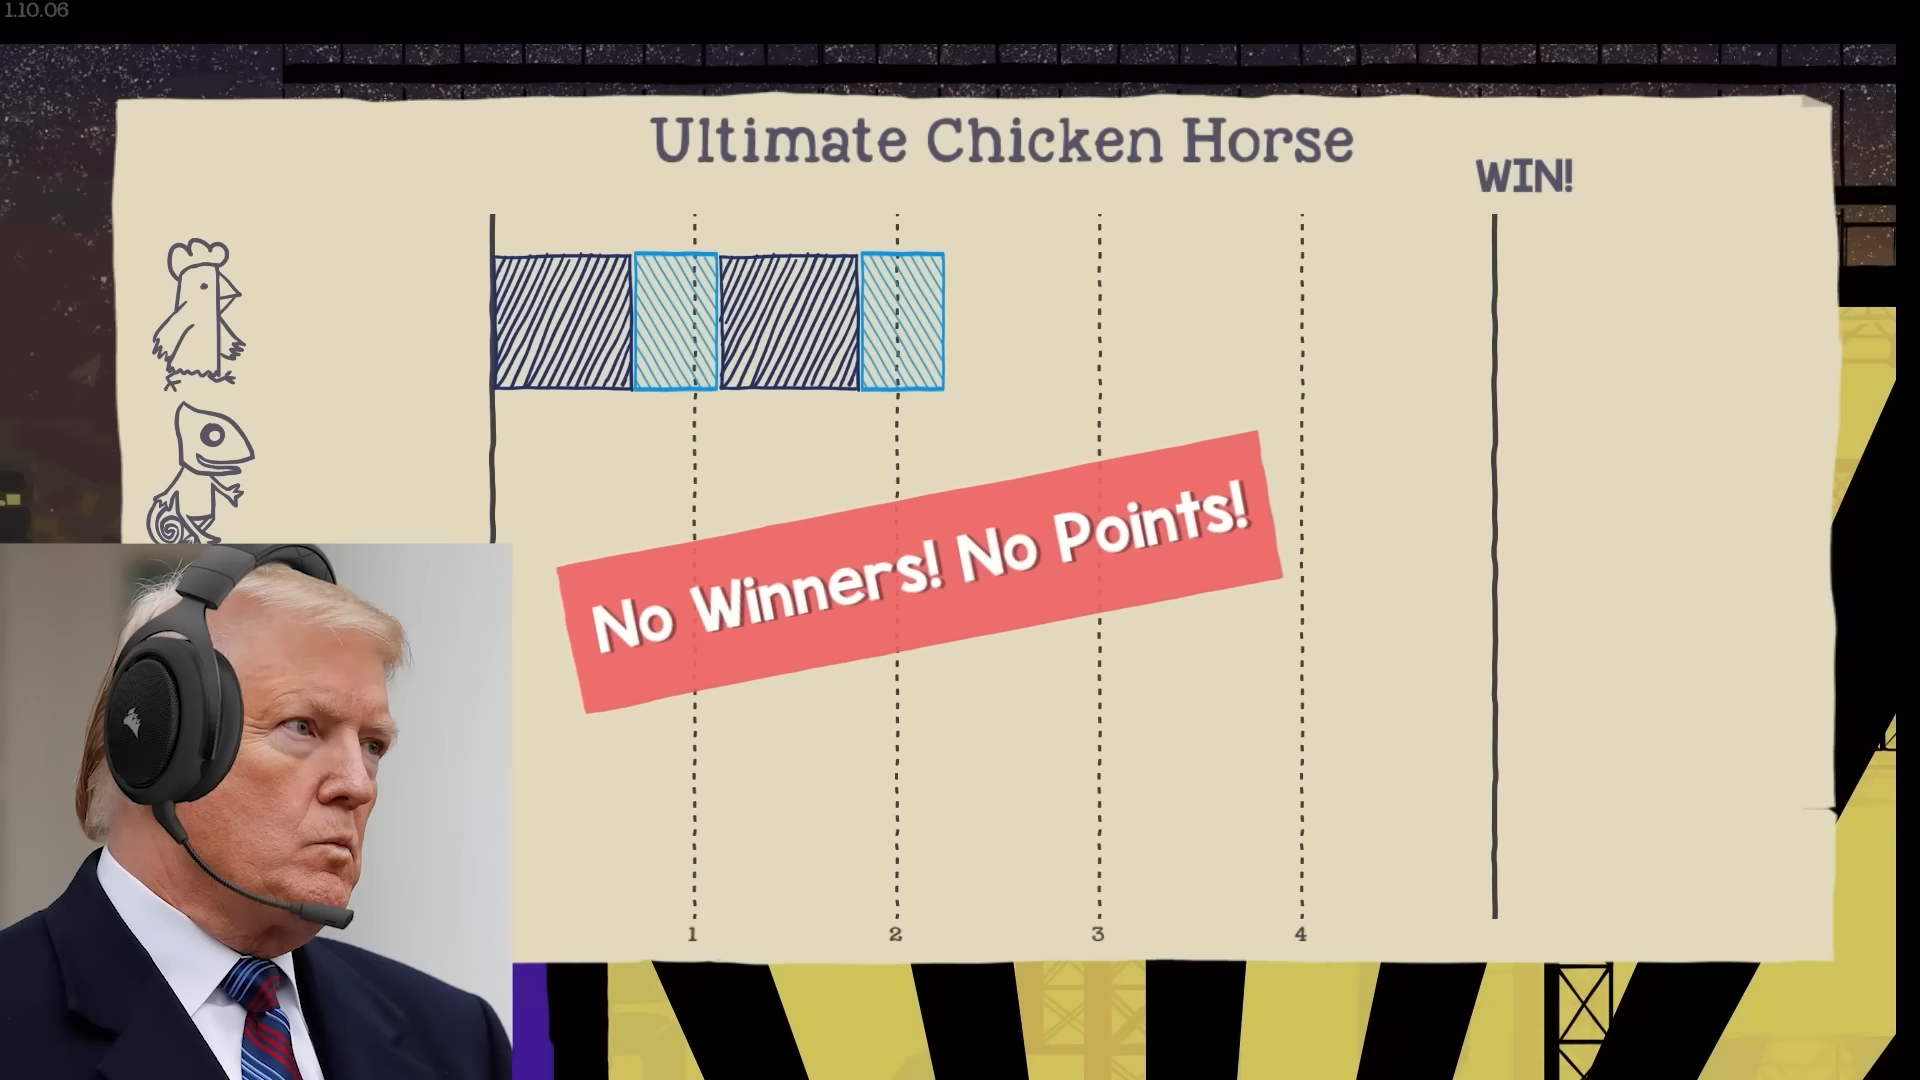 1.10.06
Ultimate Chicken Horse
WIN!
No Winners! No Points!
1 2 3 4